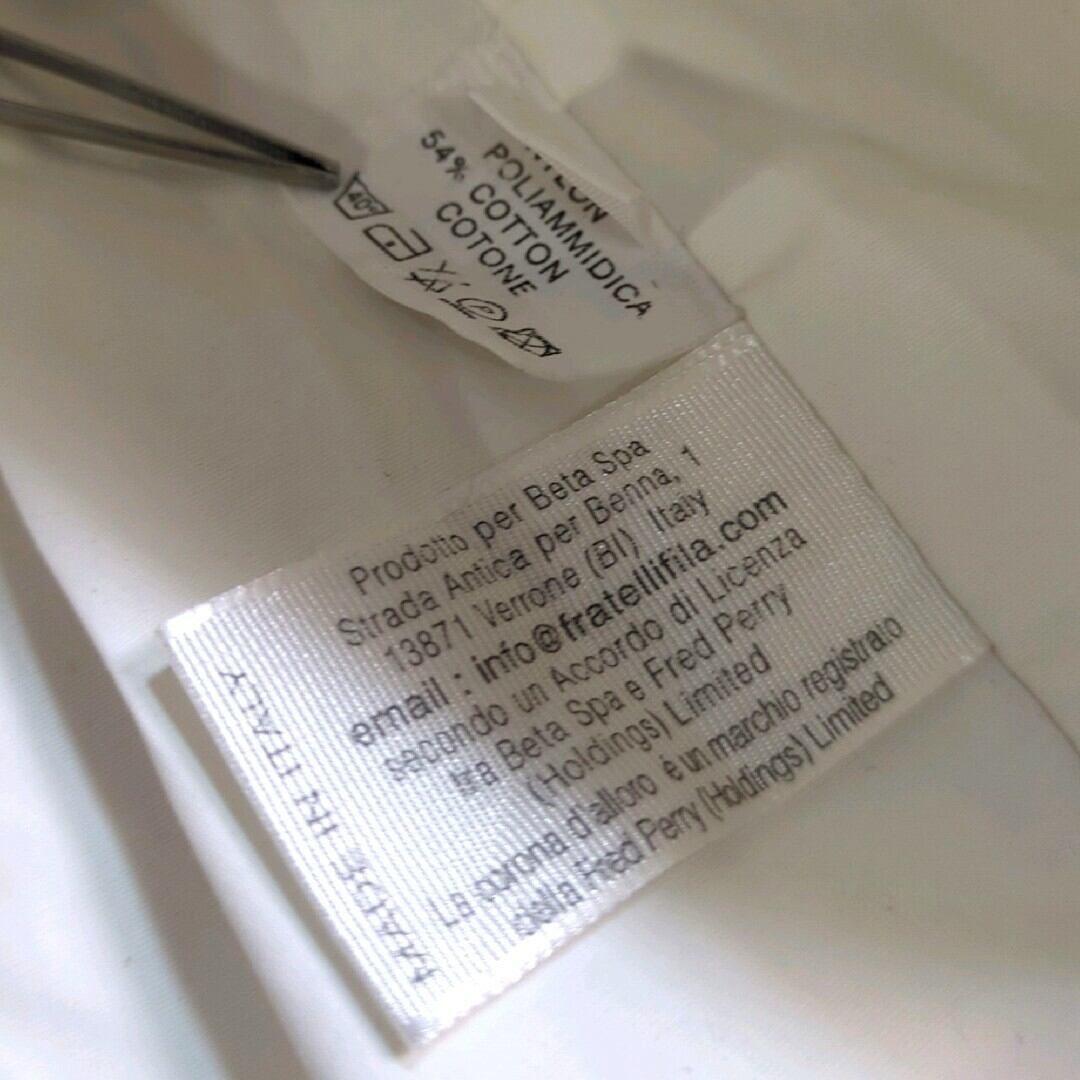 NYLON
POLIAMMIDICA
54% COTTON
COTONE
40°
Prodotto per Beta Spa
Strada Antica per Benna, 1
13871 Verrone (BI) Italy
email : info@fratellifila.com
secondo un Accordo di Licenza
tra Beta Spa e Fred Perry
(Holdings) Limited
La corona d'alloro è un marchio registrato
della Fred Perry (Holdings) Limited
MADE IN ITALY